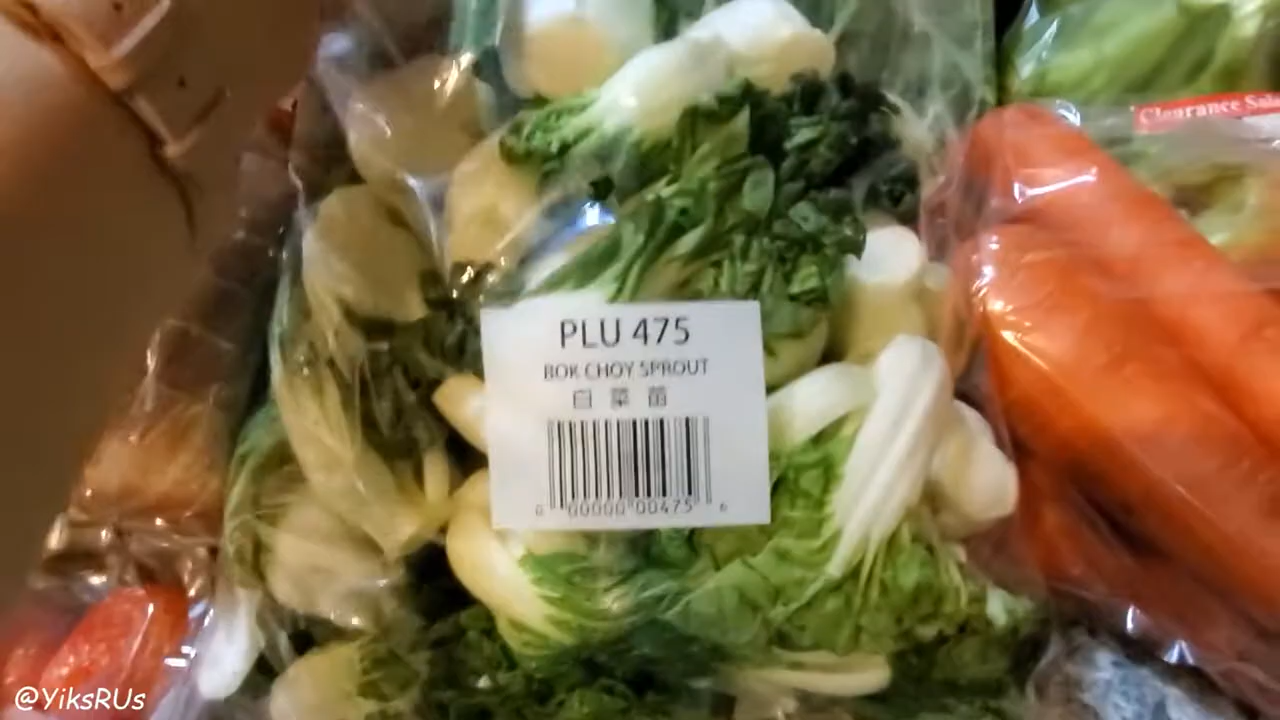 Clearance Sale
PLU 475
BOK CHOY SPROUT
白菜苗
0 00000 00475 6
@YiksRUs